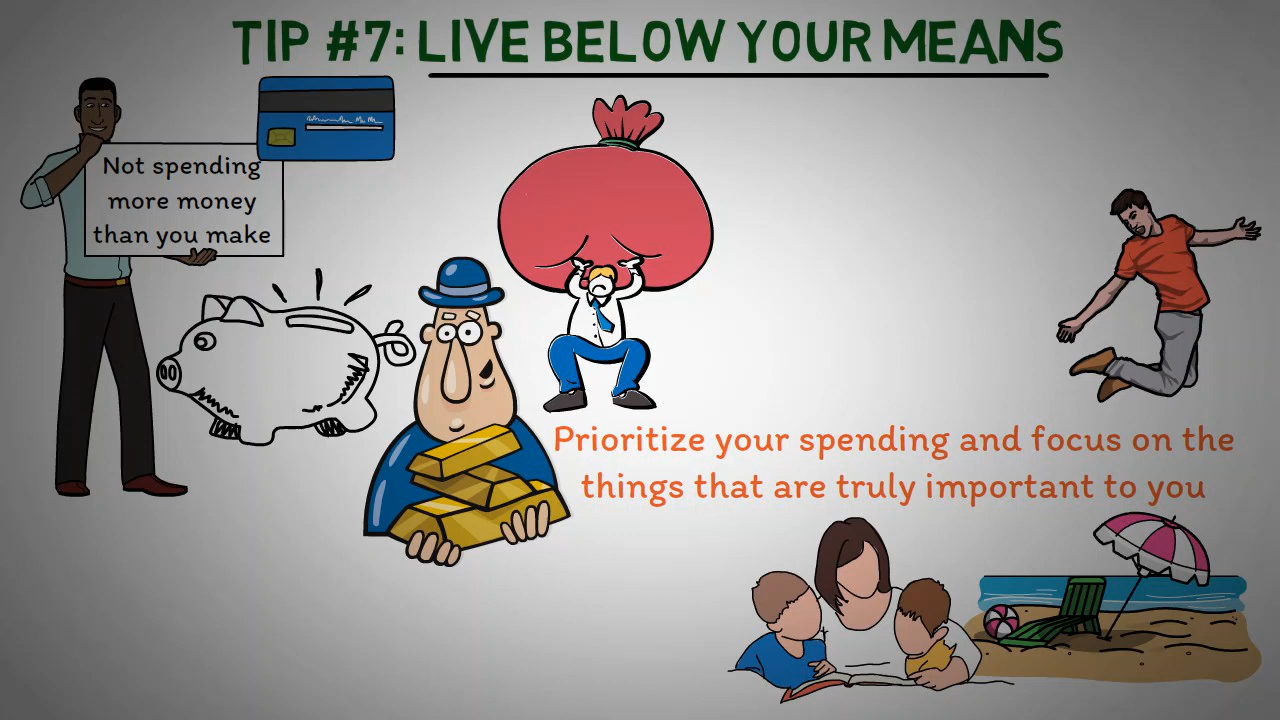 TIP #7: LIVE BELOW YOUR MEANS
Not spending
more money
than you make
Prioritize your spending and focus on the
things that are truly important to you